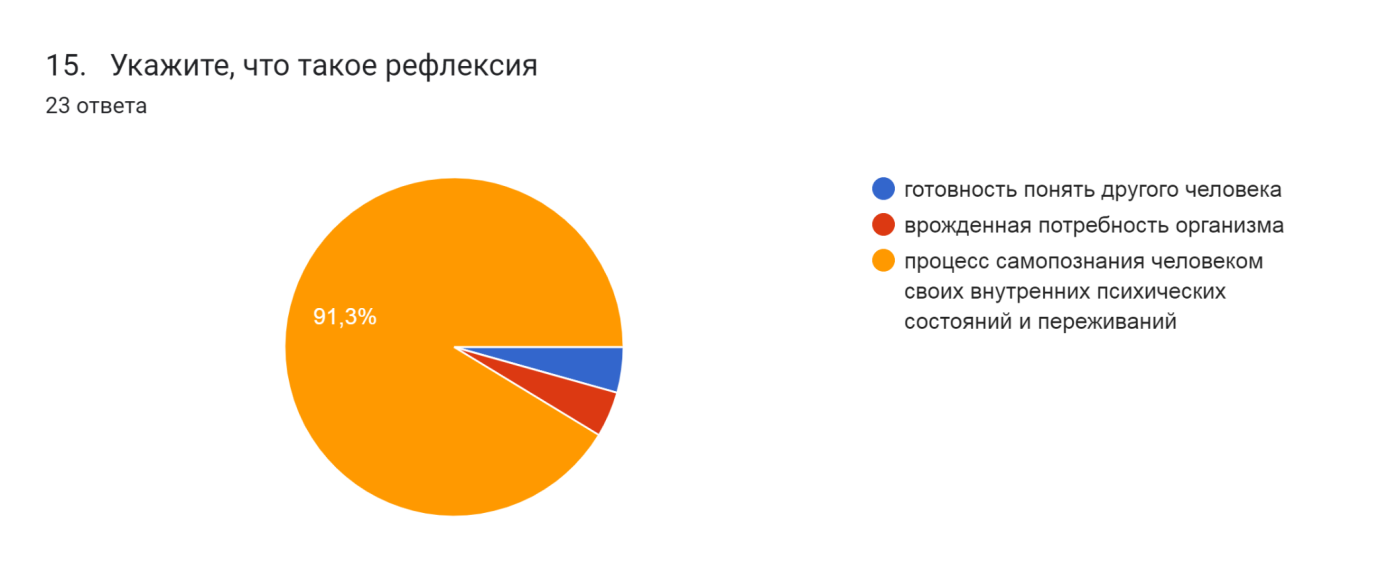 15. Укажите, что такое рефлексия
23 ответа
91,3%
готовность понять другого человека
врожденная потребность организма
процесс самопознания человеком
своих внутренних психических
состояний и переживаний